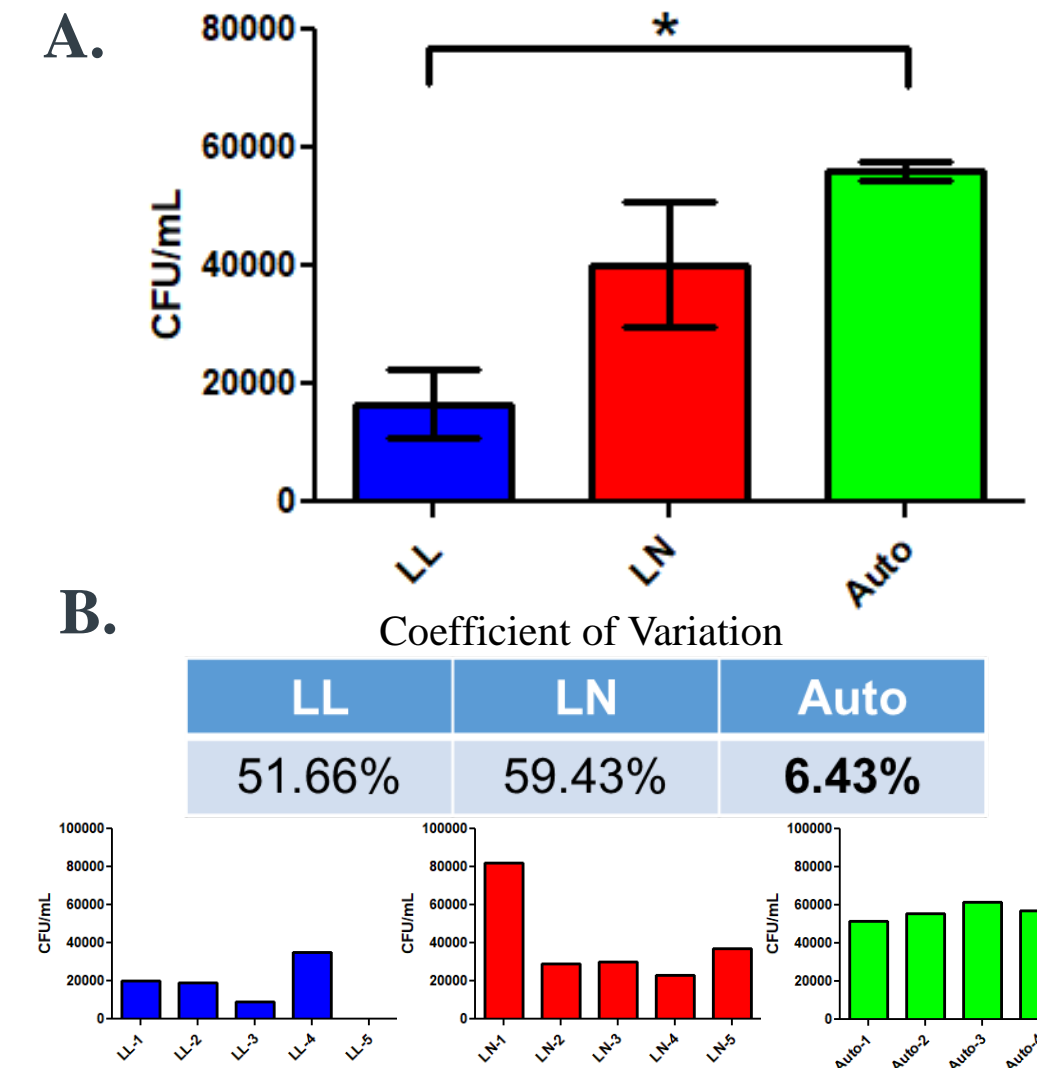 A.
80000
60000
40000
20000
0
CFU/mL
*
LL
LN
Auto
B.
Coefficient of Variation
LL LN Auto
51.66% 59.43% 6.43%
100000
80000
60000
40000
20000
0
CFU/mL
LL-1
LL-2
LL-3
LL-4
LL-5
100000
80000
60000
40000
20000
0
CFU/mL
LN-1
LN-2
LN-3
LN-4
LN-5
100000
80000
60000
40000
20000
0
CFU/mL
Auto-1
Auto-2
Auto-3
Auto-4